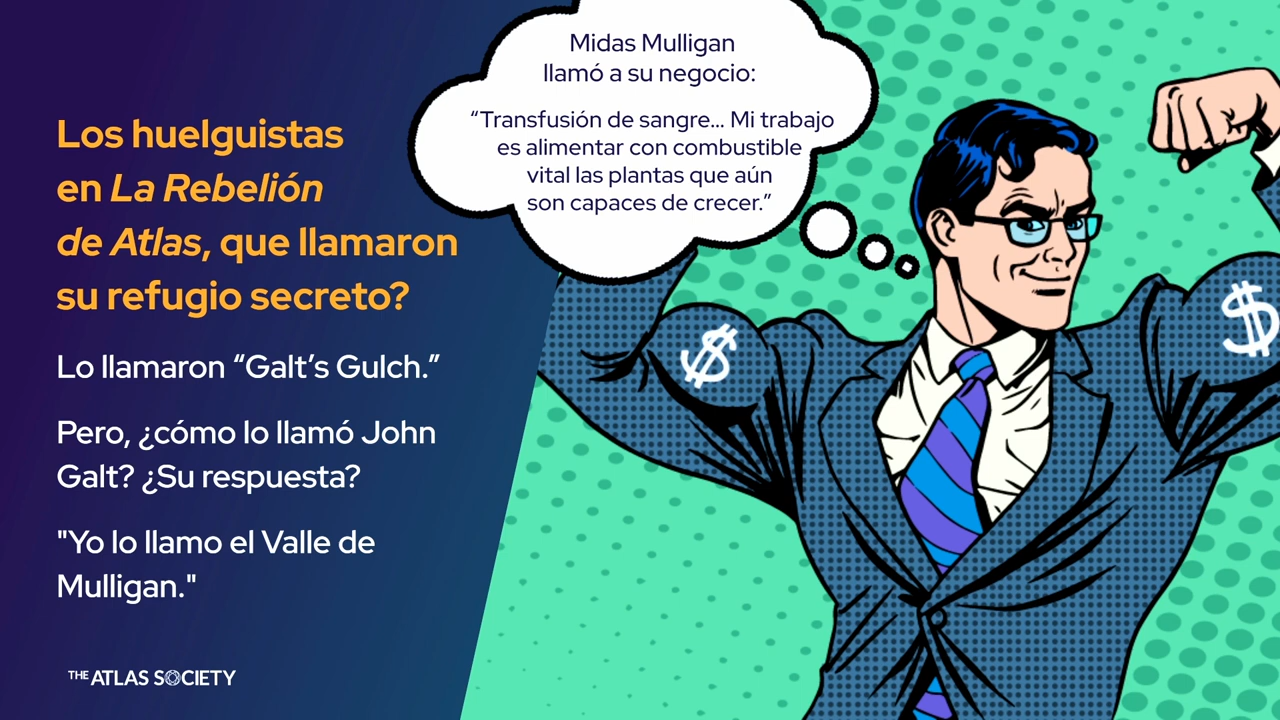 Los huelguistas
en La Rebelión
de Atlas, que llamaron
su refugio secreto?
Lo llamaron “Galt’s Gulch.”
Pero, ¿cómo lo llamó John
Galt? ¿Su respuesta?
"Yo lo llamo el Valle de
Mulligan."
THE ATLAS SOCIETY
Midas Mulligan
llamó a su negocio:
“Transfusión de sangre... Mi trabajo
es alimentar con combustible
vital las plantas que aún
son capaces de crecer.”
$
$